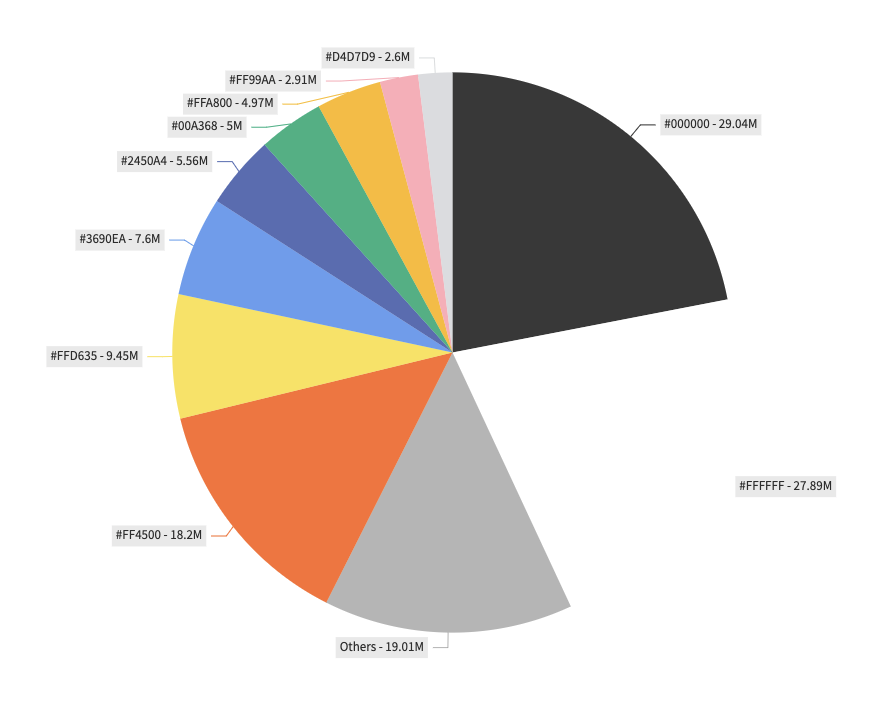 #D4D7D9 - 2.6M
#FF99AA - 2.91M
#FFA800 - 4.97M
#00A368 - 5M
#000000 - 29.04M
#2450A4 - 5.56M
#3690EA - 7.6M
#FFD635 - 9.45M
#FFFFFF - 27.89M
#FF4500 - 18.2M
Others - 19.01M